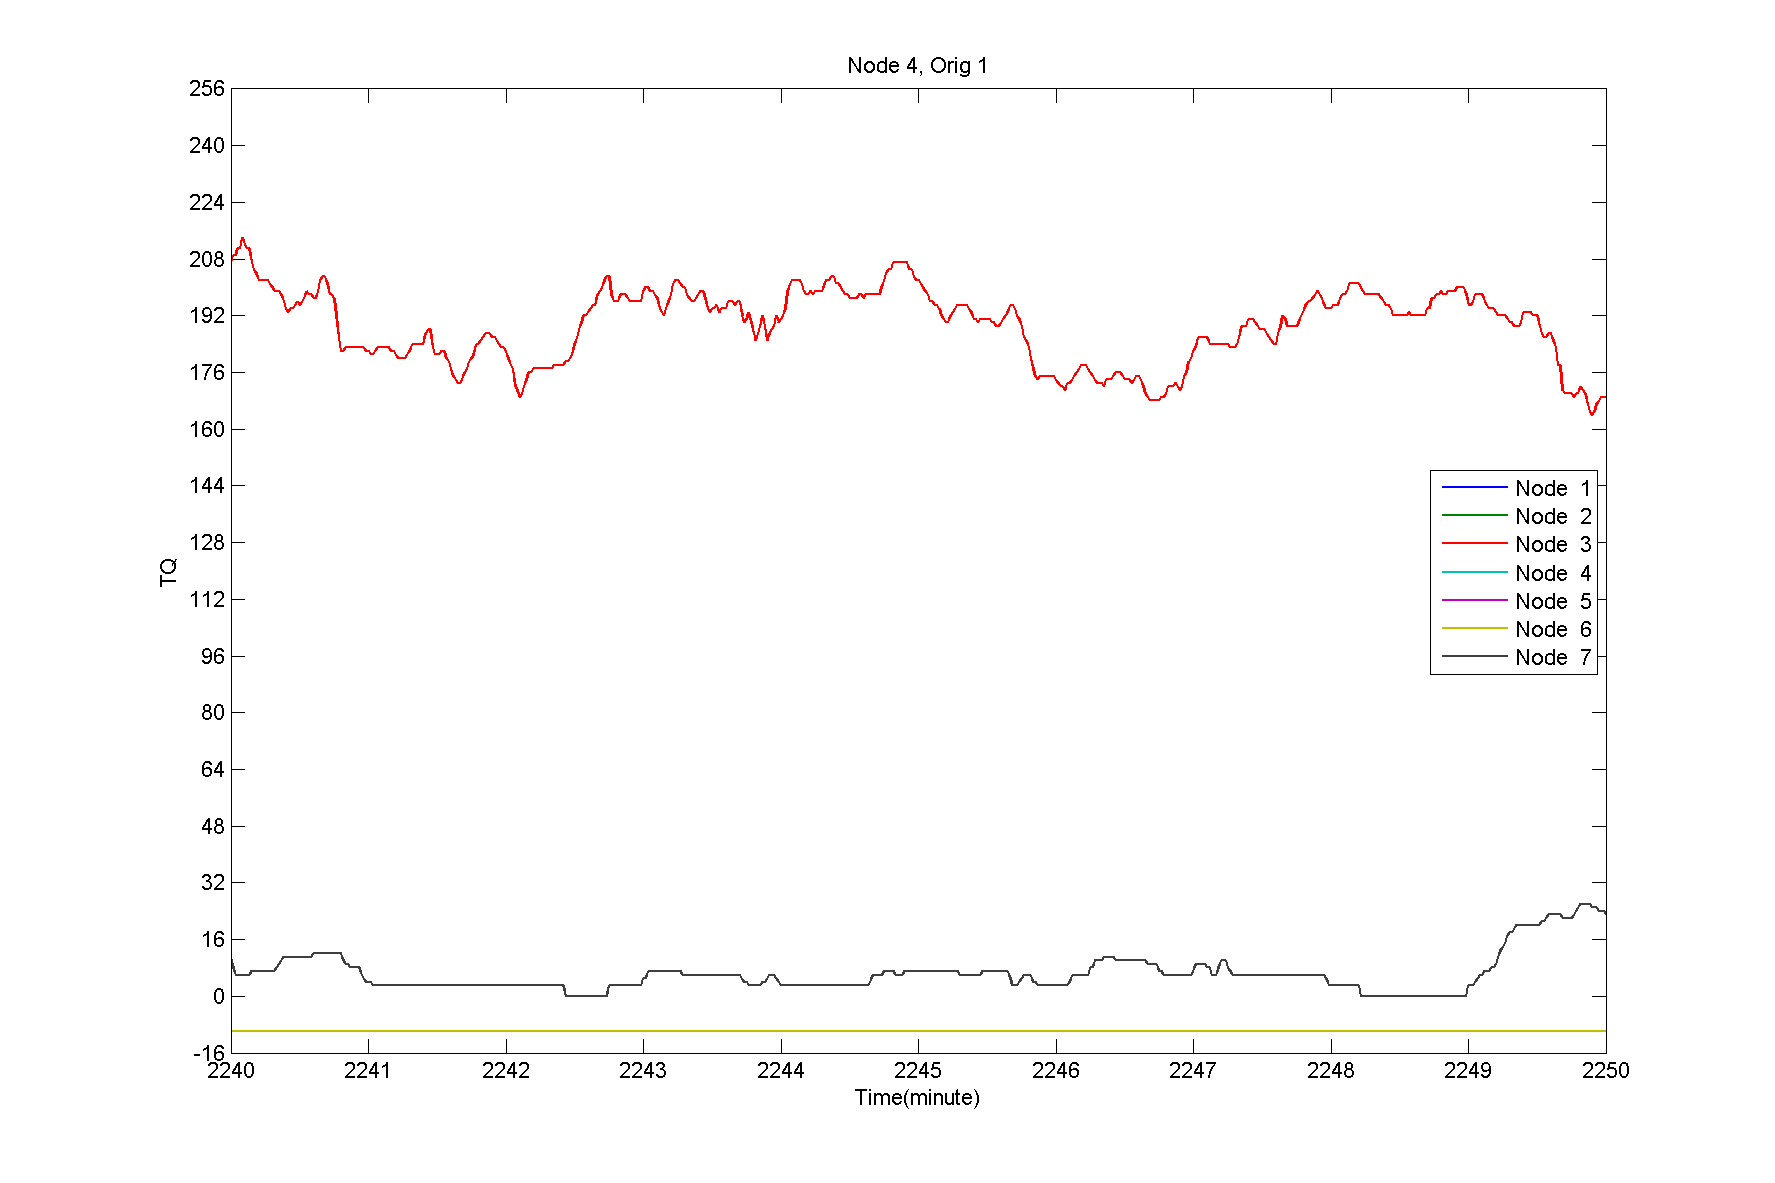 Node 4, Orig 1
256
240
224
208
192
176
160
144
128
112
96
80
64
48
32
16
0
-16
TQ
Node 1
Node 2
Node 3
Node 4
Node 5
Node 6
Node 7
2240 2241 2242 2243 2244 2245 2246 2247 2248 2249 2250
Time(minute)